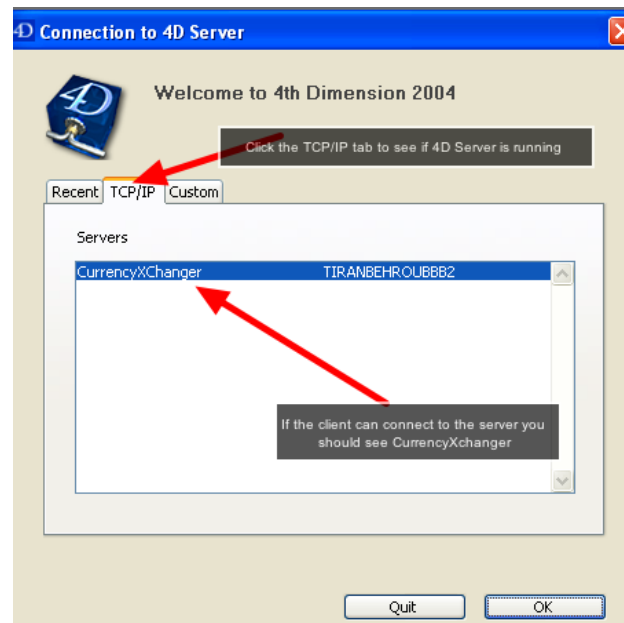 4D Connection to 4D Server
4D
Welcome to 4th Dimension 2004
Click the TCP/IP tab to see if 4D Server is running
Recent TCP/IP Custom
Servers
CurrencyXChanger TIRANBEHROUBBB2
If the client can connect to the server you
should see CurrencyXchanger
Quit OK